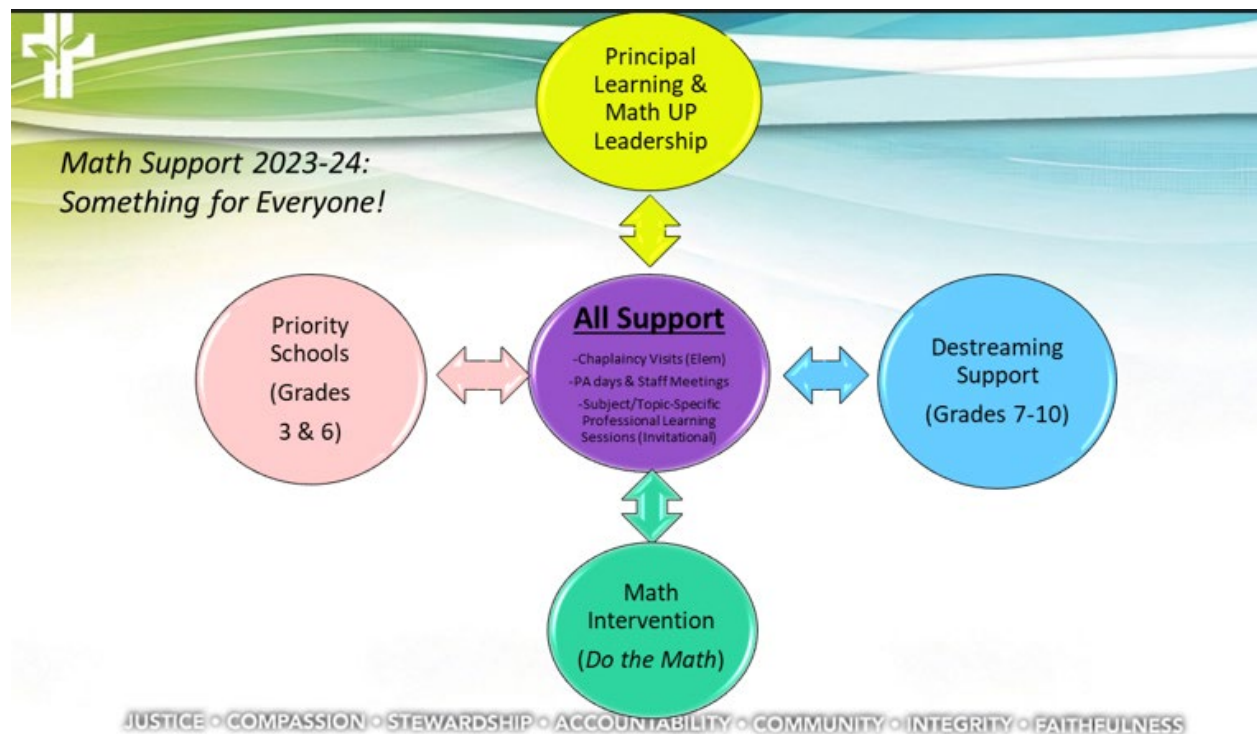 Principal
Learning &
Math UP
Leadership
Math Support 2023-24:
Something for Everyone!
Priority
Schools
(Grades
3 & 6)
All Support
-Chaplaincy Visits (Elem)
-PA days & Staff Meetings
-Subject/Topic-Specific
Professional Learning
Sessions (Invitational)
Destreaming
Support
(Grades 7-10)
Math
Intervention
(Do the Math)
JUSTICE • COMPASSION • STEWARDSHIP • ACCOUNTABILITY • COMMUNITY • INTEGRITY • FAITHFULNESS